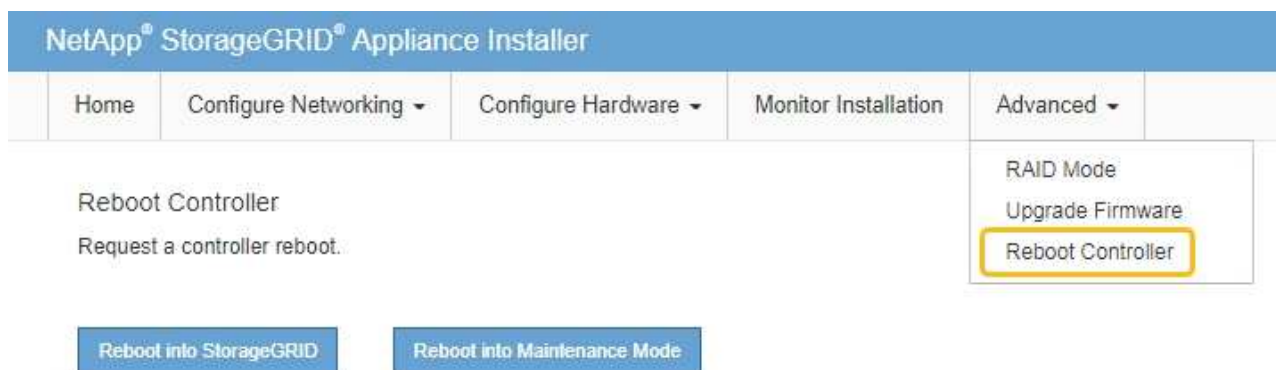 NetApp® StorageGRID® Appliance Installer
Home Configure Networking Configure Hardware Monitor Installation Advanced
RAID Mode
Upgrade Firmware
Reboot Controller
Reboot Controller
Request a controller reboot.
Reboot into StorageGRID Reboot into Maintenance Mode